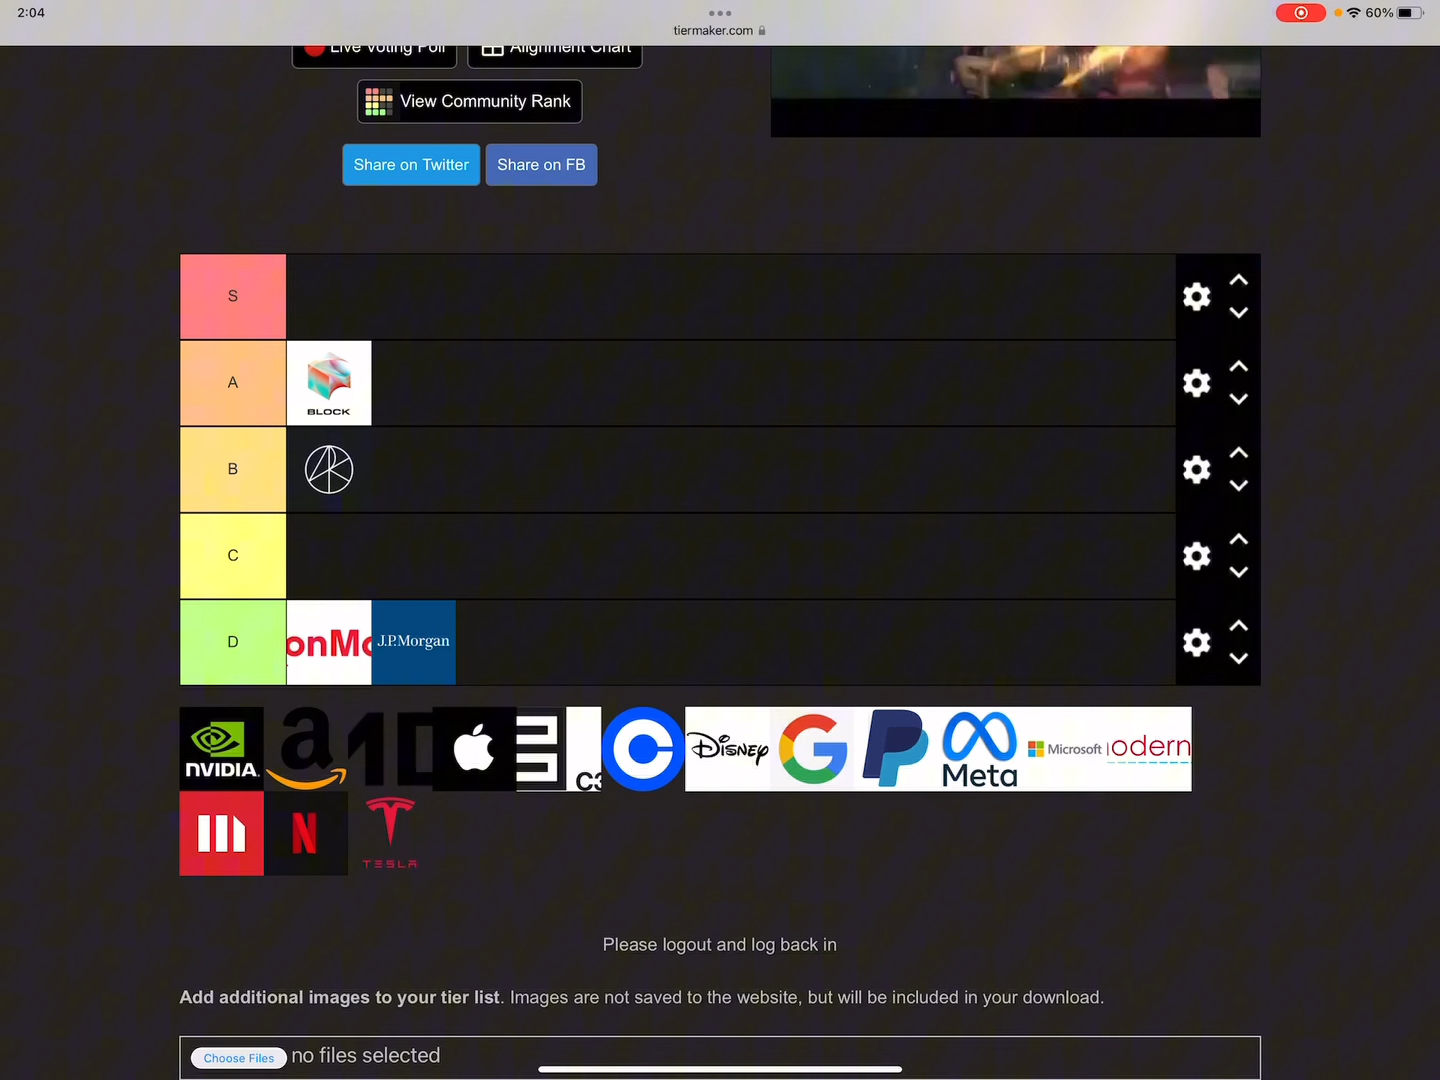 2:04
tiermaker.com
60%
Live Voting Poll
Alignment Chart
View Community Rank
Share on Twitter
Share on FB
S
A
BLOCK
B
C
D
onMo
J.P.Morgan
NVIDIA.
a
Disney
G
Meta
Microsoft
odern
C3
N
TESLA
Please logout and log back in
Add additional images to your tier list. Images are not saved to the website, but will be included in your download.
Choose Files no files selected